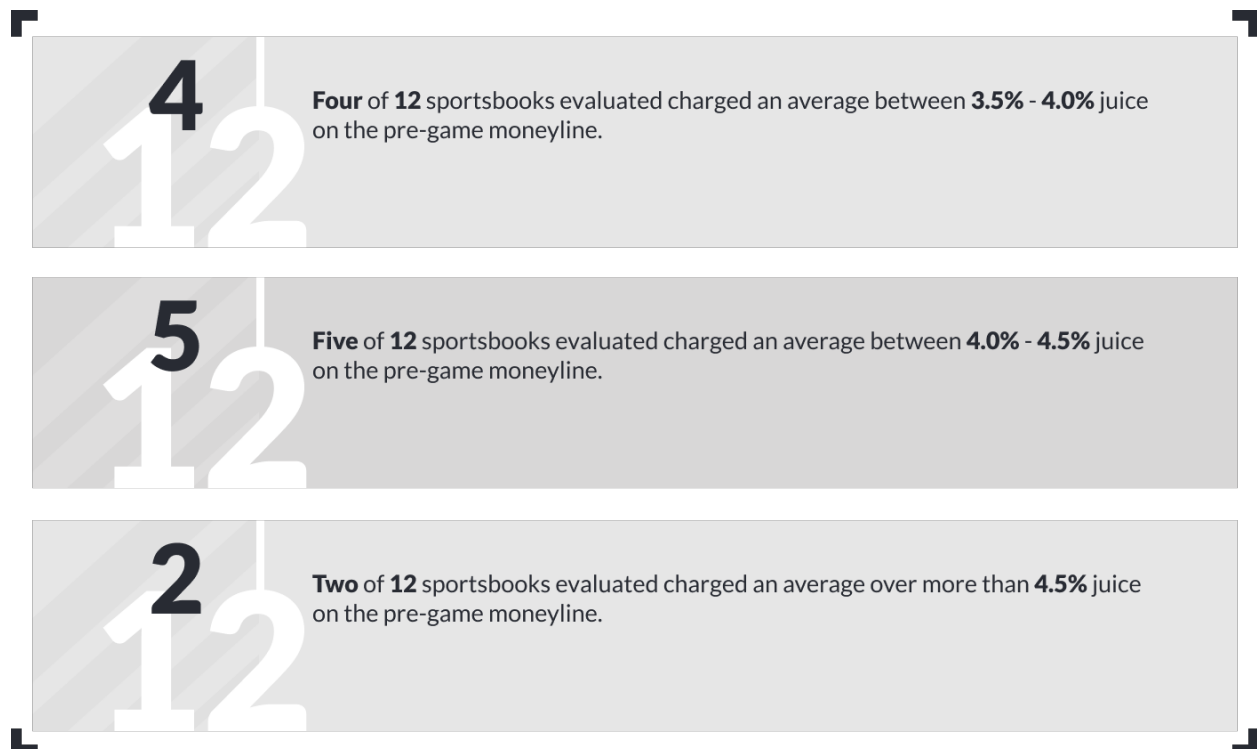 4
12
Four of 12 sportsbooks evaluated charged an average between 3.5% - 4.0% juice
on the pre-game moneyline.
5
12
Five of 12 sportsbooks evaluated charged an average between 4.0% - 4.5% juice
on the pre-game moneyline.
2
12
Two of 12 sportsbooks evaluated charged an average over more than 4.5% juice
on the pre-game moneyline.